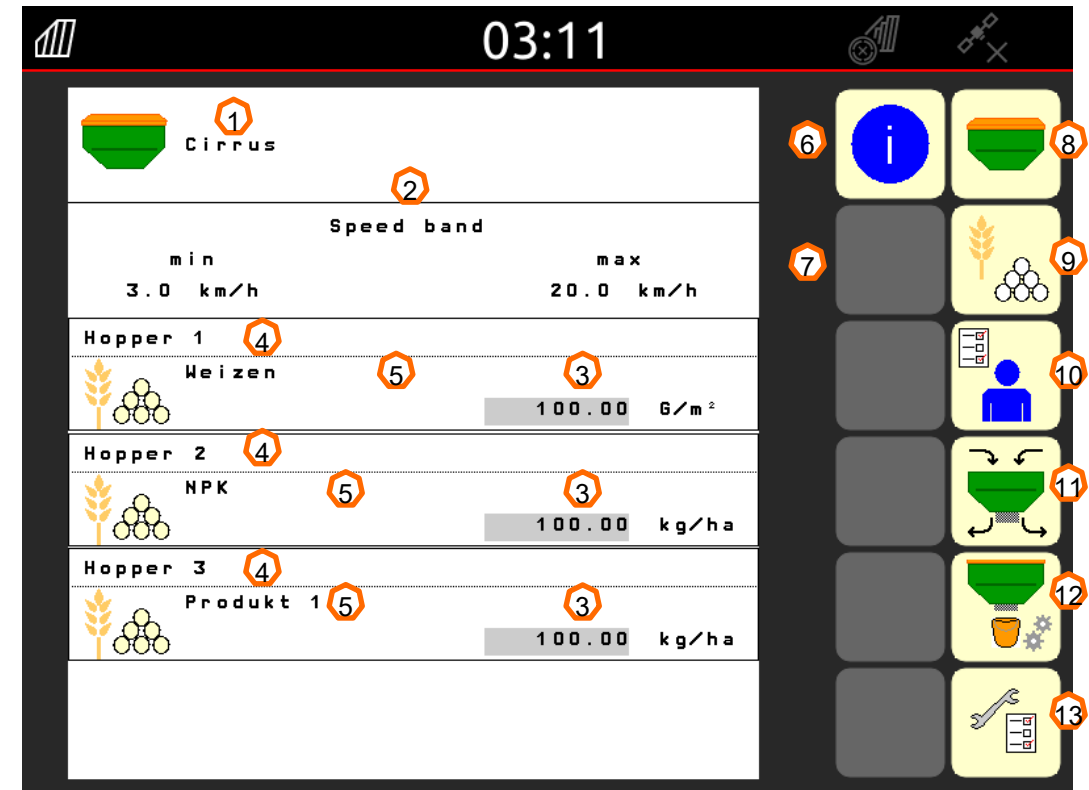 03:11
1
Cirrus
2
6
i
8
Speed band
min max
3.0 km/h 20.0 km/h
7
9
Hopper 1 4
Weizen 5 3
100.00 G/m²
10
Hopper 2 4
NPK 5 3
100.00 kg/ha
11
Hopper 3 4
Produkt 1 5 3
100.00 kg/ha
12
13